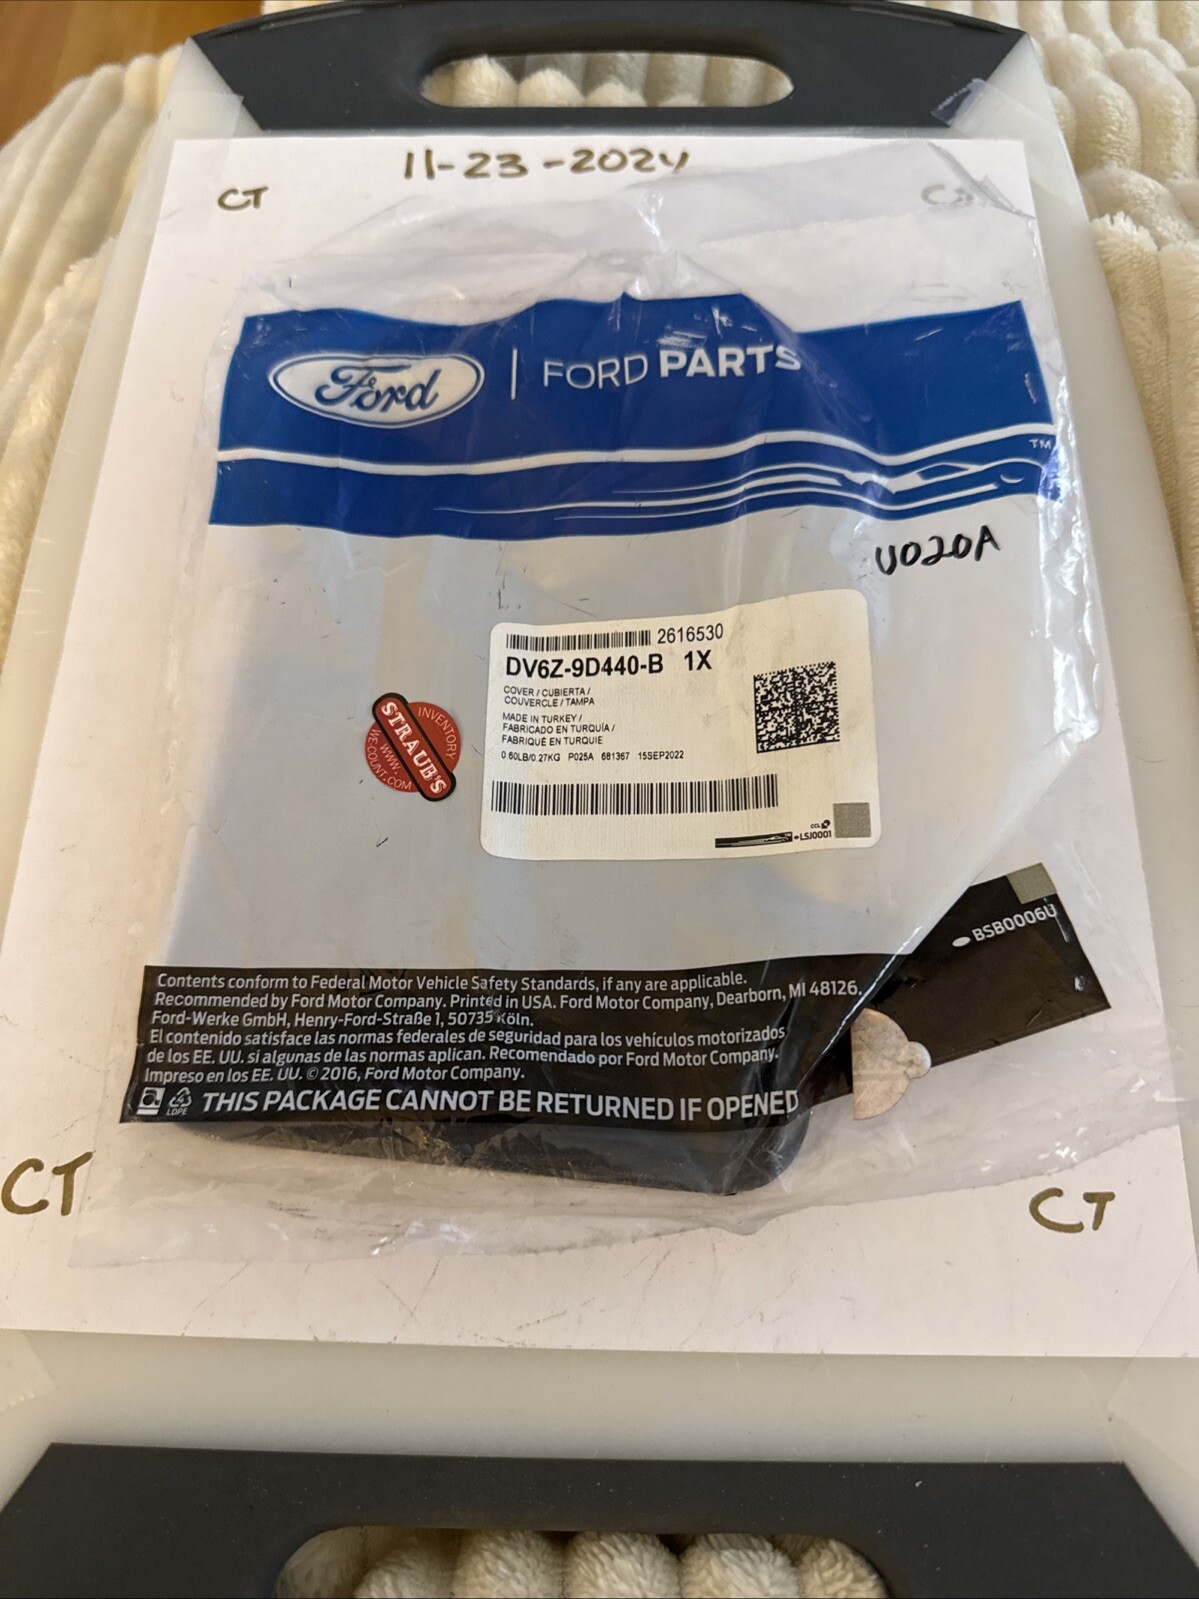 11-23-2024
CT
Ford | FORD PARTS
TM
U020A
2616530
DV6Z-9D440-B 1X
COVER / CUBIERTA /
COUVERCLE / TAMPA
MADE IN TURKEY /
FABRICADO EN TURQUÍA /
FABRIQUÉ EN TURQUIE
0.60LB/0.27KG P025A 681367 15SEP2022
CCL
LSJ0001
INVENTORY
STRAUB'S
WWW.
WE-COUNT.COM
BSB0006U
Contents conform to Federal Motor Vehicle Safety Standards, if any are applicable.
Recommended by Ford Motor Company. Printed in USA. Ford Motor Company, Dearborn, MI 48126.
Ford-Werke GmbH, Henry-Ford-Straße 1, 50735 Köln.
El contenido satisface las normas federales de seguridad para los vehículos motorizados
de los EE. UU. si algunas de las normas aplican. Recomendado por Ford Motor Company.
Impreso en los EE. UU. © 2016, Ford Motor Company.
4
LDPE
THIS PACKAGE CANNOT BE RETURNED IF OPENED
CT
CT